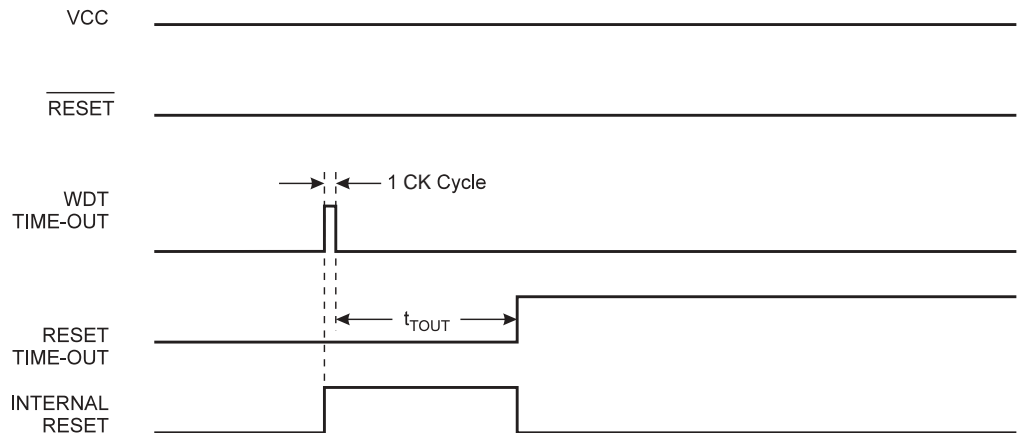 VCC
RESET
1 CK Cycle
WDT
TIME-OUT
tTOUT
RESET
TIME-OUT
INTERNAL
RESET